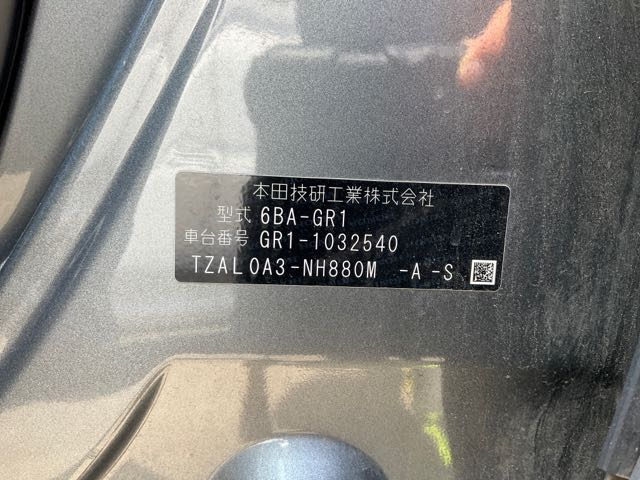 本田技研工業株式会社
型式 6BA-GR1
車台番号 GR1-1032540
TZAL0A3-NH880M -A-S